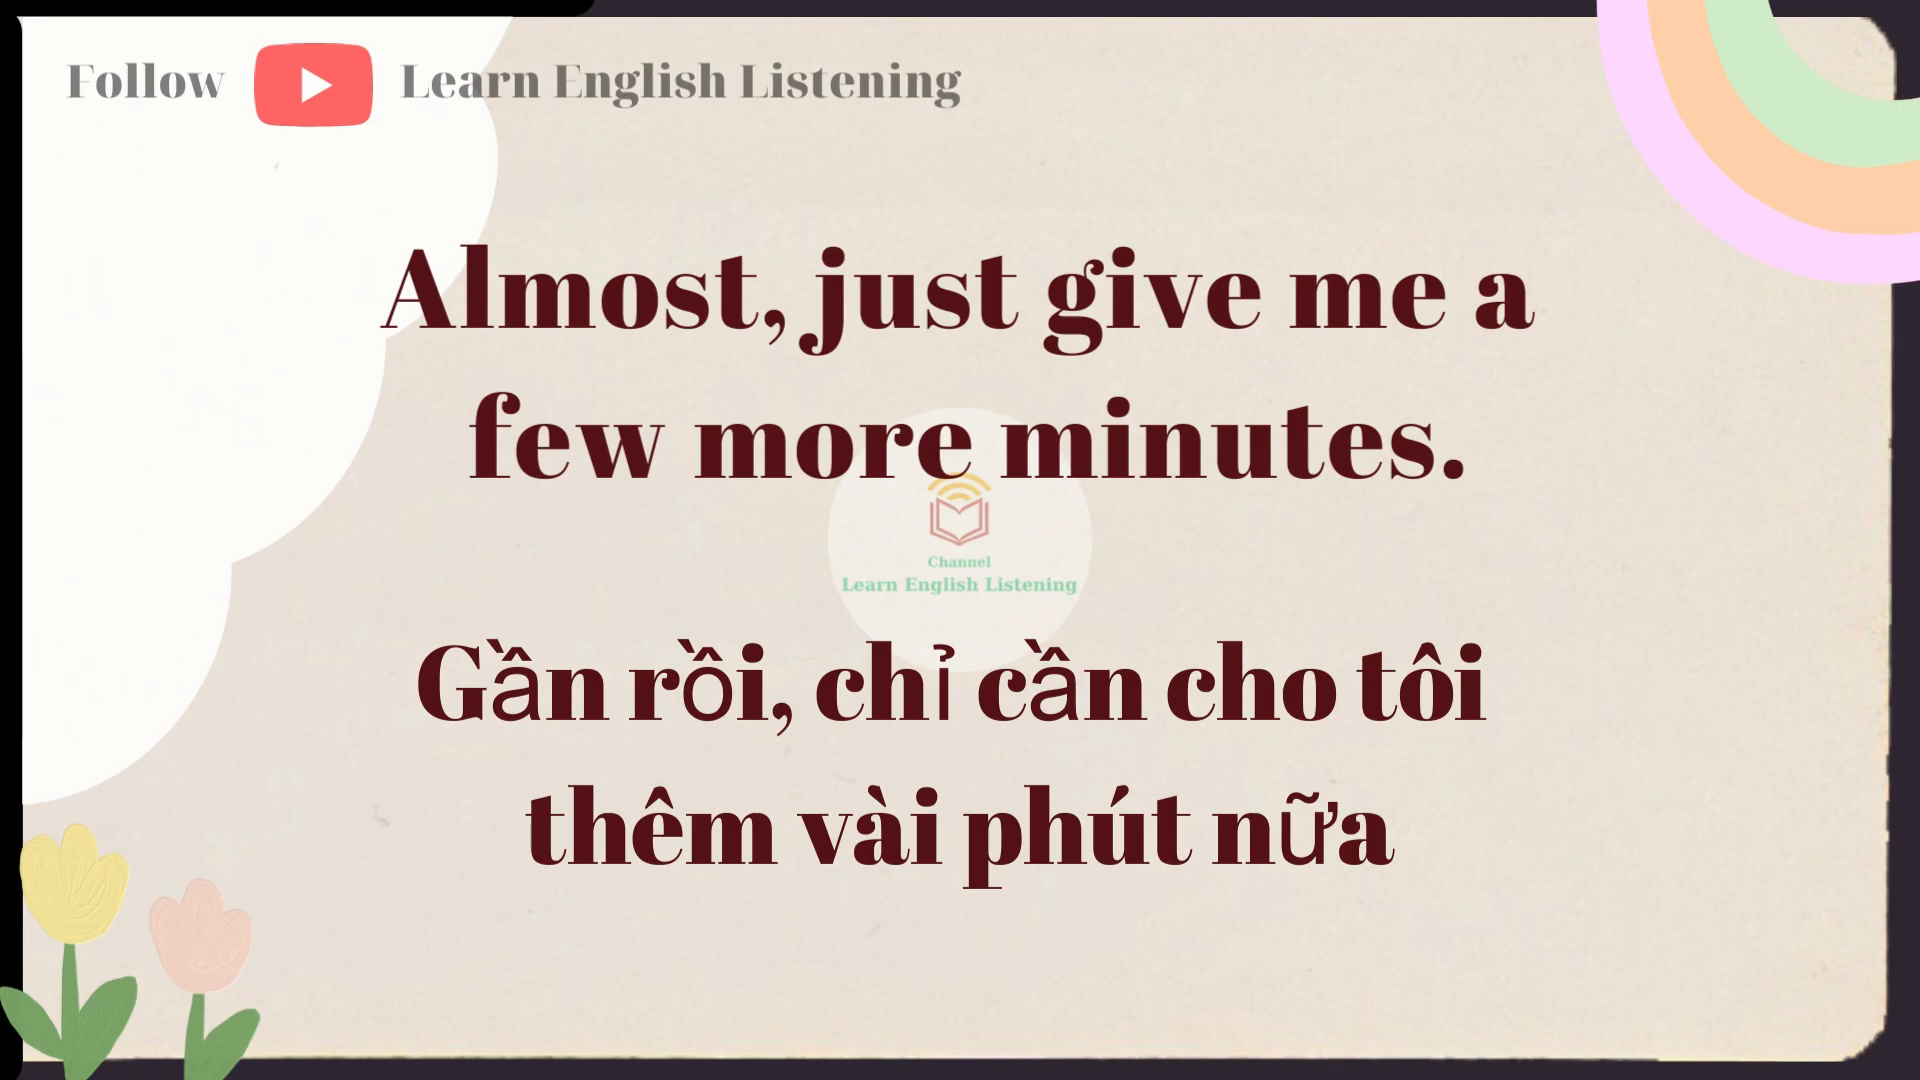 Follow Learn English Listening
Almost, just give me a
few more minutes.
Channel
Learn English Listening
Gần rồi, chỉ cần cho tôi
thêm vài phút nữa